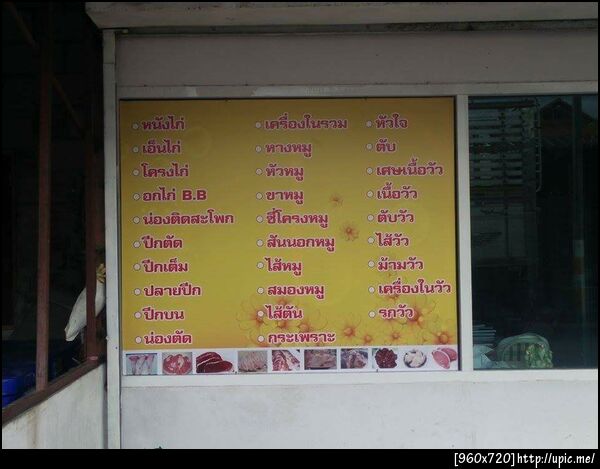 หนังไก่
เอ็นไก่
โครงไก่
อกไก่ B.B
น่องติดสะโพก
ปีกตัด
ปีกเต็ม
ปลายปีก
ปีกบน
น่องตัด
เครื่องในรวม
หางหมู
หัวหมู
ขาหมู
ซี่โครงหมู
สันนอกหมู
ไส้หมู
สมองหมู
ไส้ตัน
กระเพราะ
หัวใจ
ตับ
เศษเนื้อวัว
เนื้อวัว
ตับวัว
ไส้วัว
ม้ามวัว
เครื่องในวัว
รกวัว
[960x720]http://upic.me/